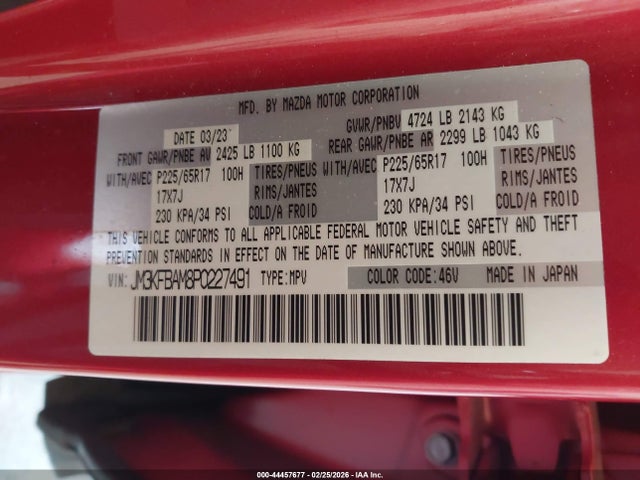 MFD. BY MAZDA MOTOR CORPORATION
DATE 03/23 GVWR/PNBV 4724 LB 2143 KG
FRONT GAWR/PNBE AV 2425 LB 1100 KG REAR GAWR/PNBE AR 2299 LB 1043 KG
WITH/AVEC P225/65R17 100H TIRES/PNEUS WITH/AVEC P225/65R17 100H TIRES/PNEUS
17X7J RIMS/JANTES 17X7J RIMS/JANTES
230 KPA/34 PSI COLD/A FROID 230 KPA/34 PSI COLD/A FROID
THIS VEHICLE CONFORMS TO ALL APPLICABLE FEDERAL MOTOR VEHICLE SAFETY AND THEFT
PREVENTION STANDARDS IN EFFECT ON THE DATE OF MANUFACTURE SHOWN ABOVE.
VIN: JM3KFBAM8P0227491 TYPE:MPV COLOR CODE:46V MADE IN JAPAN
000-44457677 - 02/25/2026 - IAA Inc.